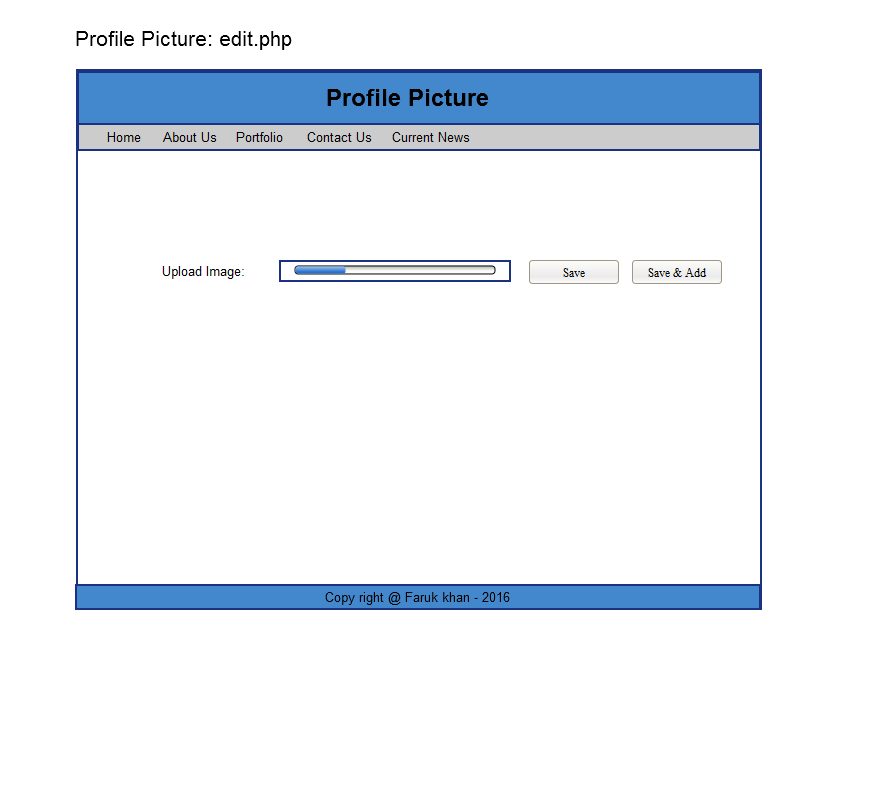 Profile Picture: edit.php
Profile Picture
Home About Us Portfolio Contact Us Current News
Upload Image: Save Save & Add
Copy right @ Faruk khan - 2016